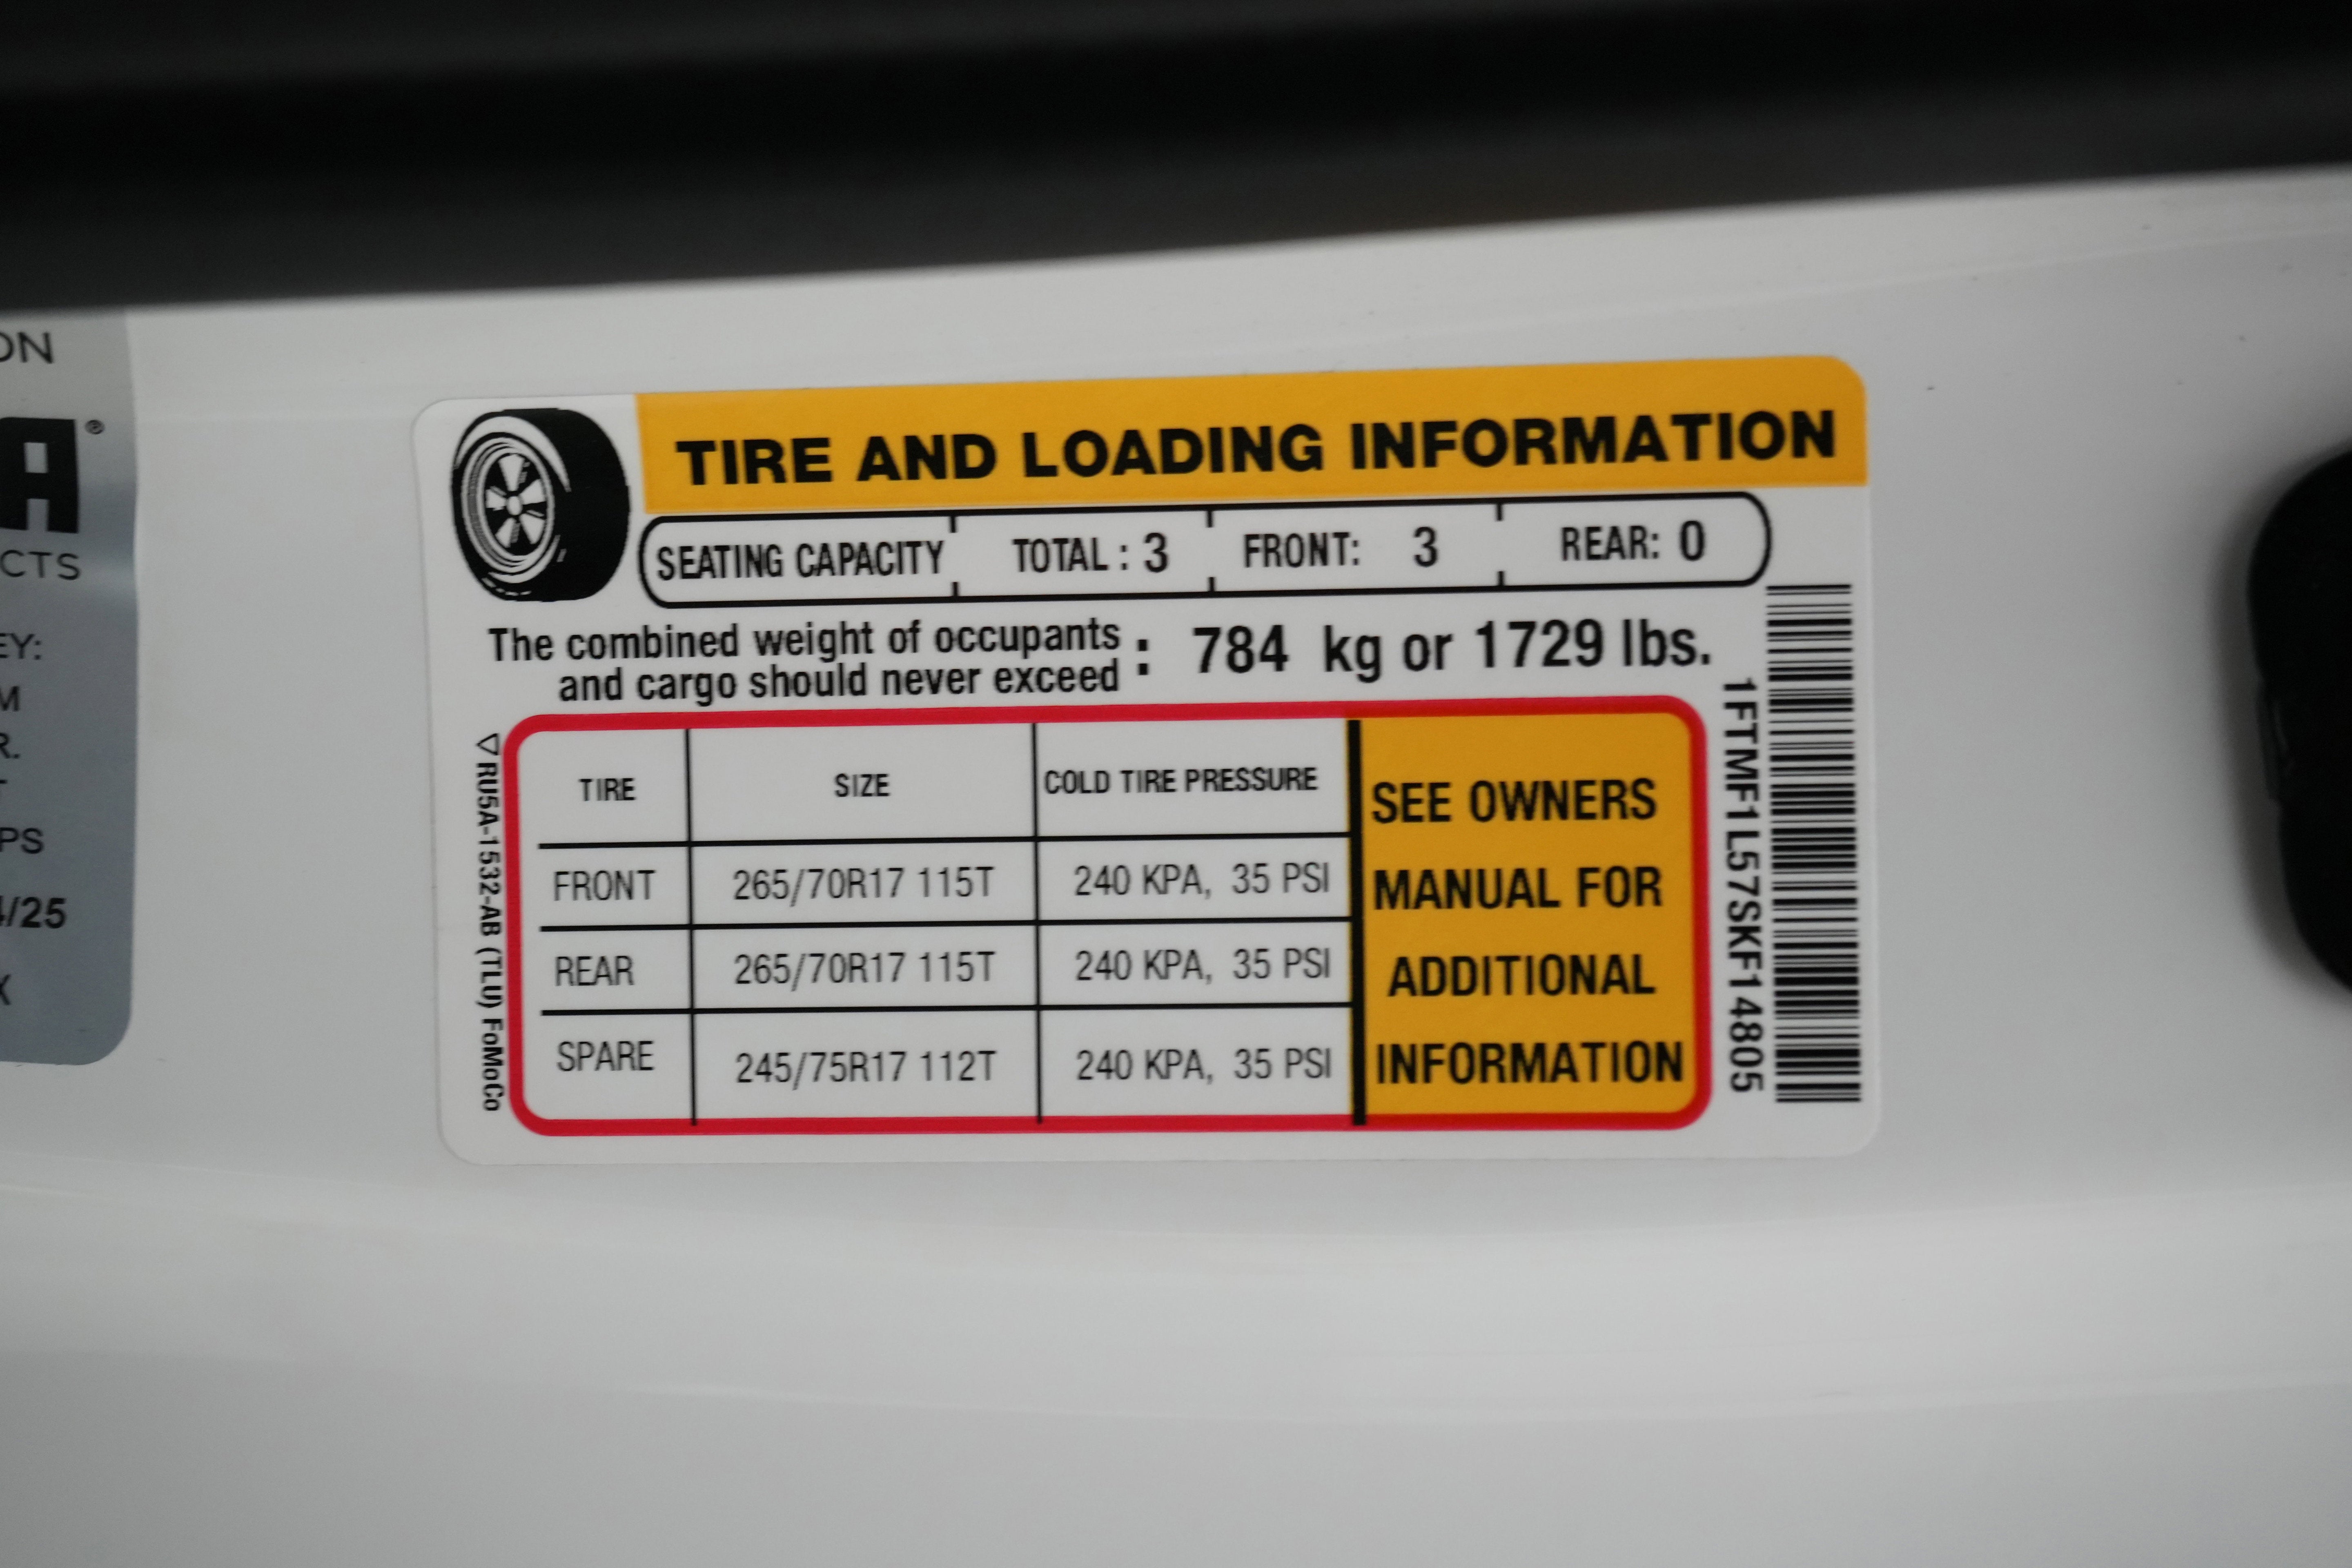 ON
A®
CTS
EY:
M
R.
PS
/25
X
TIRE AND LOADING INFORMATION
SEATING CAPACITY TOTAL : 3 FRONT: 3 REAR: 0
The combined weight of occupants
and cargo should never exceed : 784 kg or 1729 lbs.
TIRE SIZE COLD TIRE PRESSURE
FRONT 265/70R17 115T 240 KPA, 35 PSI
REAR 265/70R17 115T 240 KPA, 35 PSI
SPARE 245/75R17 112T 240 KPA, 35 PSI
SEE OWNERS
MANUAL FOR
ADDITIONAL
INFORMATION
▽ RU5A-1532-AB (TLU) FoMoCo
1FTMF1L57SKF14805